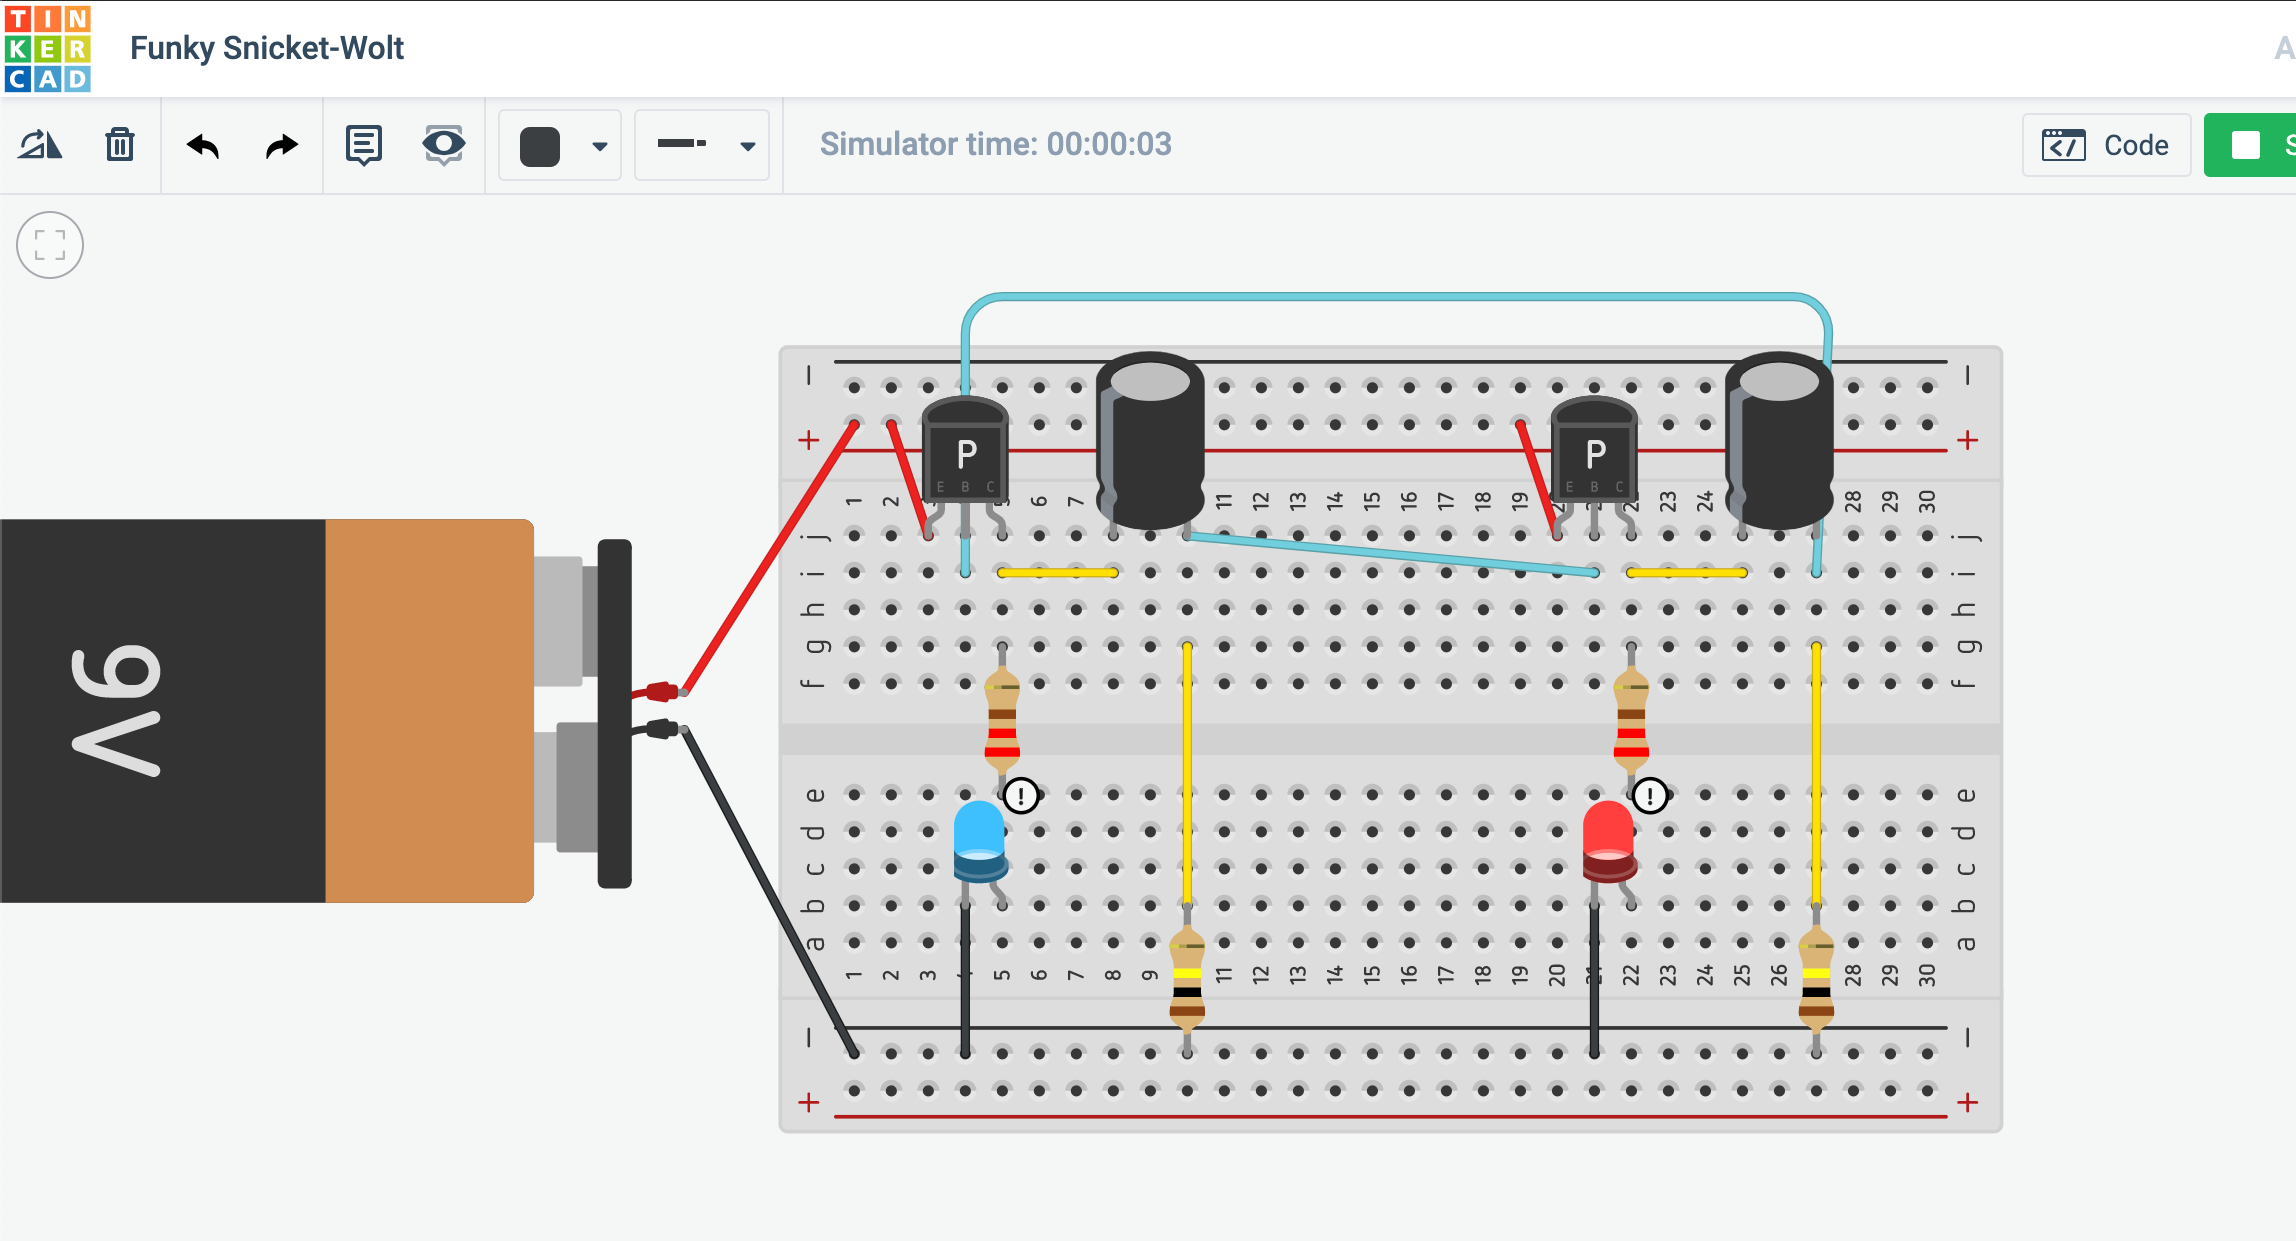 TIN
KER
CAD
Funky Snicket-Wolt
A
Simulator time: 00:00:03
Code
S
9V
− −
+ +
P P
E B C E B C
1 2 3 5 6 7 11 12 13 14 15 16 17 18 19 23 24 28 29 30
j j
i i
h h
g g
f f
! !
e e
d d
c c
b b
a a
1 2 3 4 5 6 7 8 9 11 12 13 14 15 16 17 18 19 20 21 22 23 24 25 26 28 29 30
− −
+ +